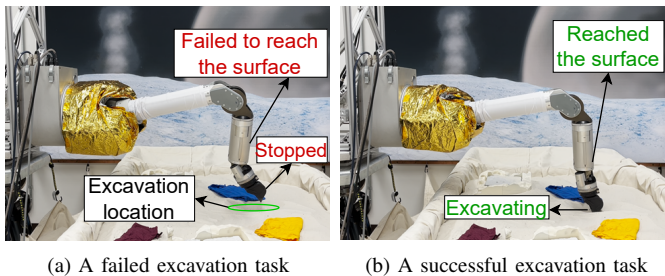 Failed to reach
the surface
Stopped
Excavation
location
(a) A failed excavation task
Reached
the surface
Excavating
(b) A successful excavation task